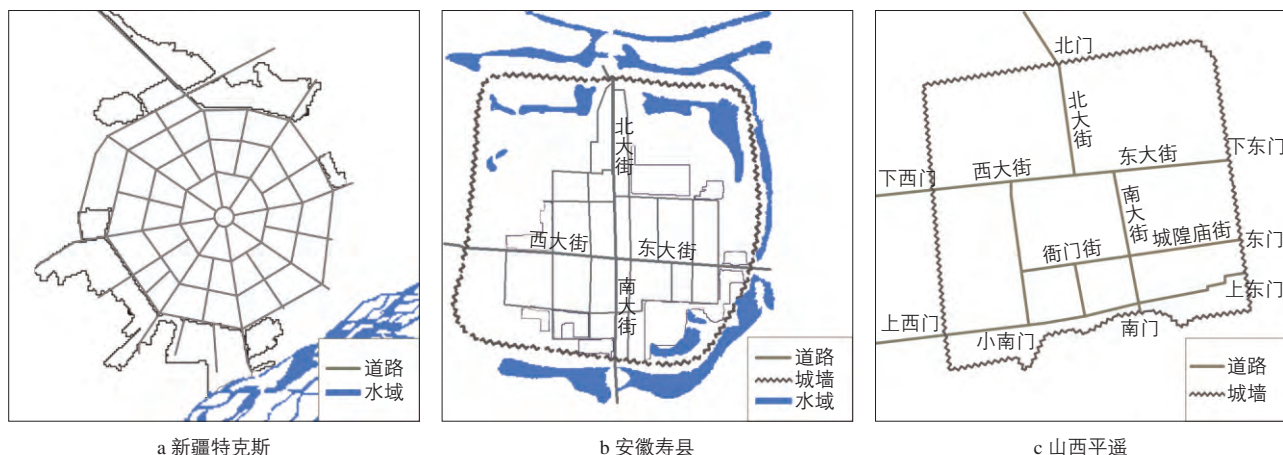 道路
水域
a 新疆特克斯
北大街
西大街
东大街
南大街
道路
城墙
水域
b 安徽寿县
北门
北大街
下东门
东大街
西大街
下西门
南大街
城隍庙街
东门
衙门街
上东门
上西门
小南门
南门
道路
城墙
c 山西平遥